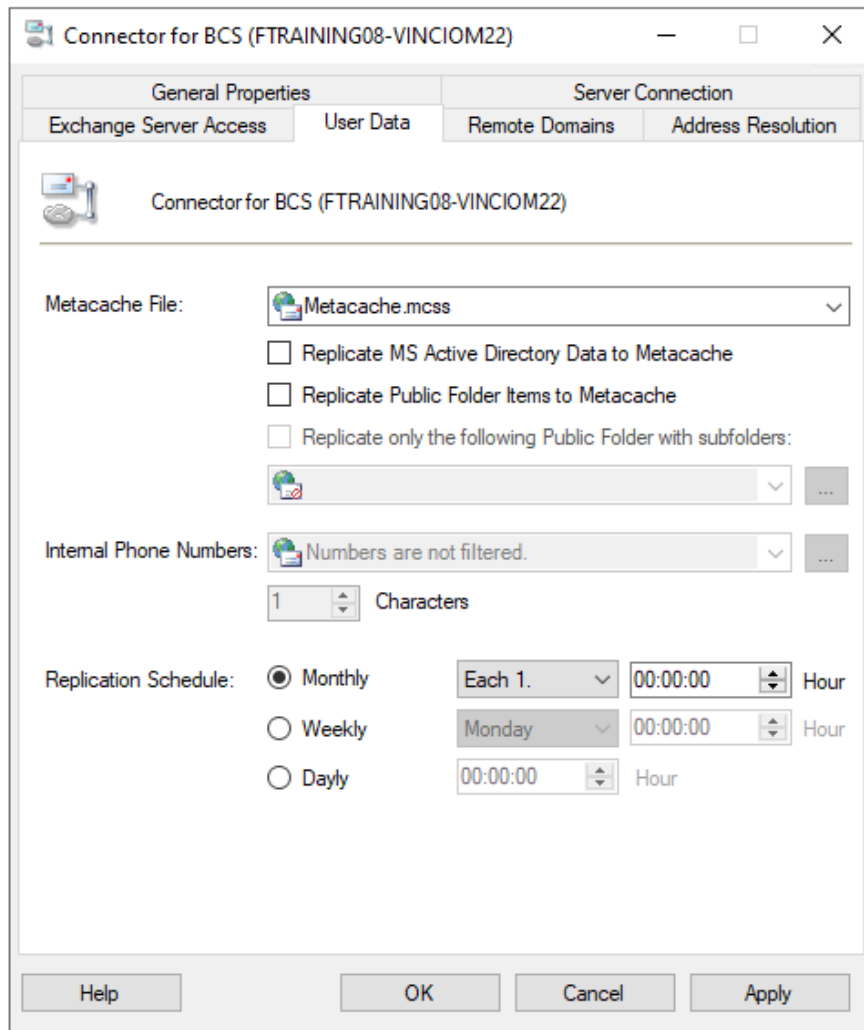 Connector for BCS (FTRAINING08-VINCIOM22)
General Properties Server Connection
Exchange Server Access User Data Remote Domains Address Resolution
Connector for BCS (FTRAINING08-VINCIOM22)
Metacache File: Metacache.mcss
Replicate MS Active Directory Data to Metacache
Replicate Public Folder Items to Metacache
Replicate only the following Public Folder with subfolders:
...
Internal Phone Numbers: Numbers are not filtered. ...
1 Characters
Replication Schedule: Monthly Each 1. 00:00:00 Hour
Weekly Monday 00:00:00 Hour
Dayly 00:00:00 Hour
Help OK Cancel Apply